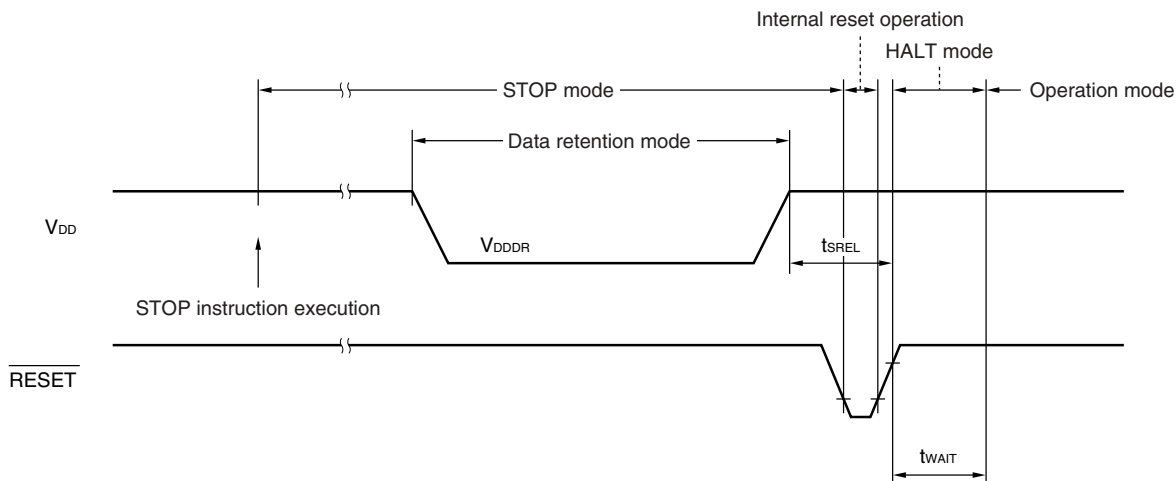 Internal reset operation
HALT mode
STOP mode
Operation mode
Data retention mode
VDD
VDDDR
tSREL
STOP instruction execution
RESET
tWAIT